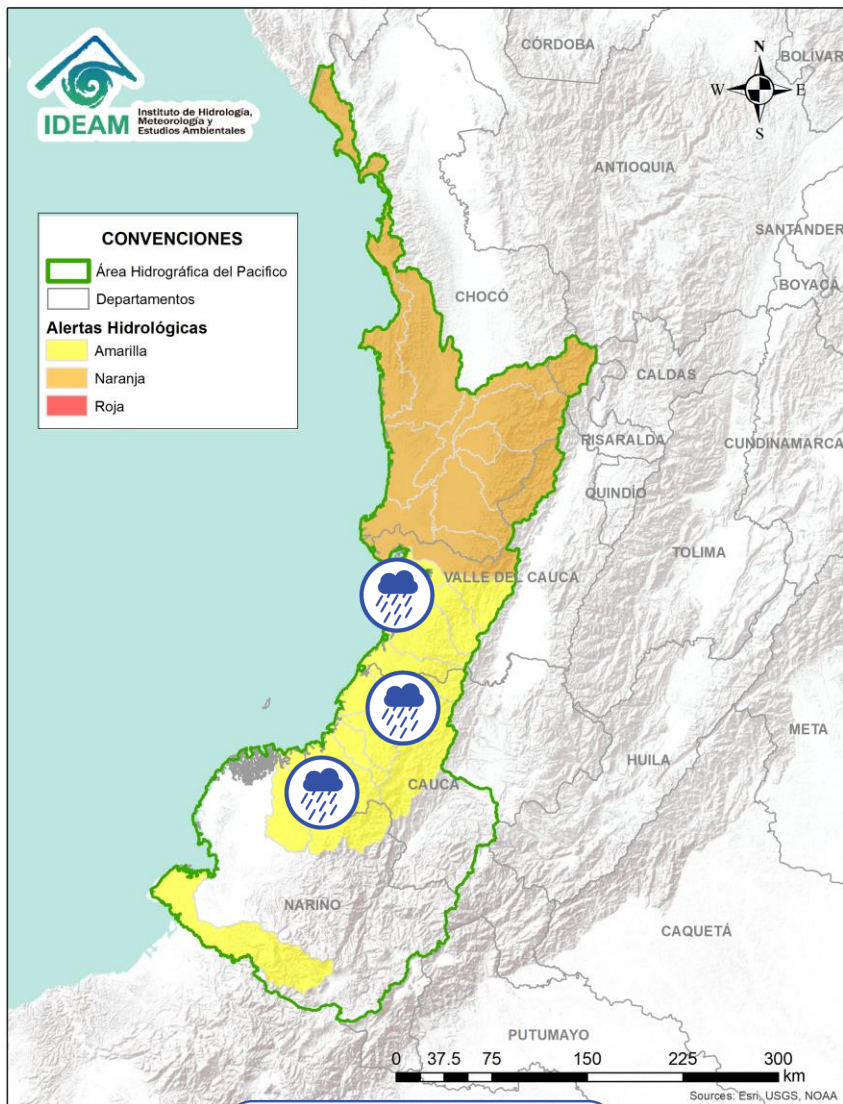 IDEAM
Instituto de Hidrología,
Meteorología y
Estudios Ambientales
CÓRDOBA
BOLÍVAR
N
W E
S
ANTIOQUIA
SANTANDER
BOYACÁ
CONVENCIONES
Área Hidrográfica del Pacifico
Departamentos
Alertas Hidrológicas
Amarilla
Naranja
Roja
CHOCÓ
CALDAS
RISARALDA
CUNDINAMARCA
QUINDÍO
TOLIMA
VALLE DEL CAUCA
META
HUILA
CAUCA
NARIÑO
CAQUETÁ
PUTUMAYO
0 37.5 75 150 225 300
km
Sources: Esri, USGS, NOAA